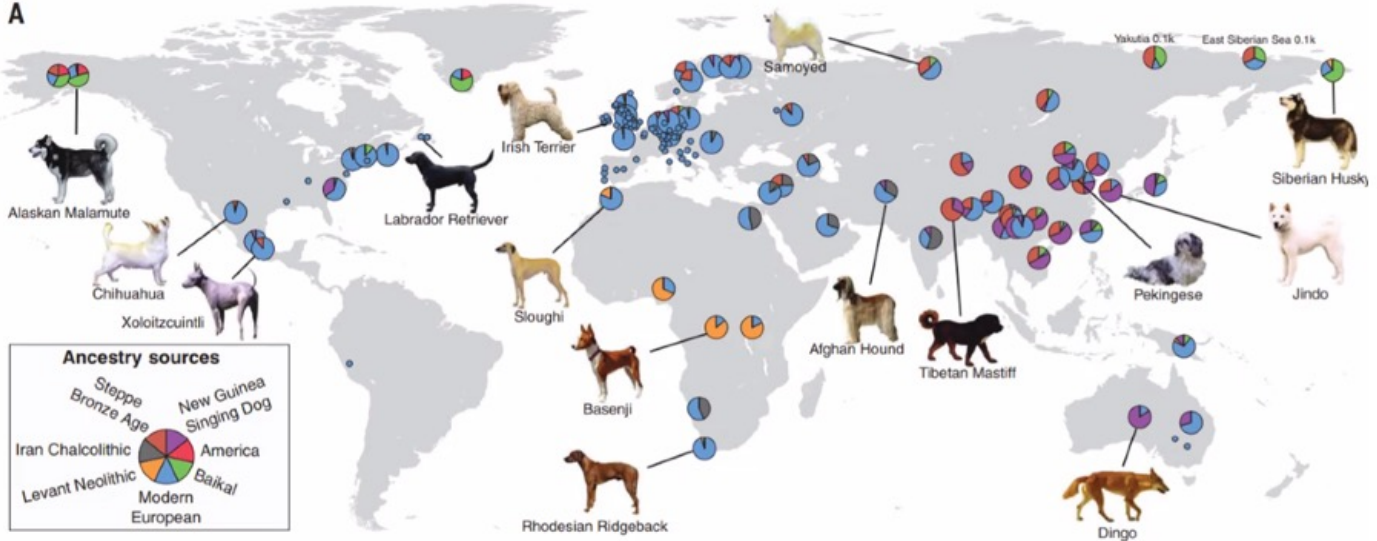 A
Yakutia 0.1k
East Siberian Sea 0.1k
Samoyed
Irish Terrier
Siberian Husky
Alaskan Malamute
Labrador Retriever
Chihuahua
Xoloitzcuintli
Sloughi
Pekingese
Jindo
Afghan Hound
Tibetan Mastiff
Basenji
Rhodesian Ridgeback
Dingo
Ancestry sources
Steppe
Bronze Age
New Guinea
Singing Dog
Iran Chalcolithic
America
Levant Neolithic
Baikal
Modern
European